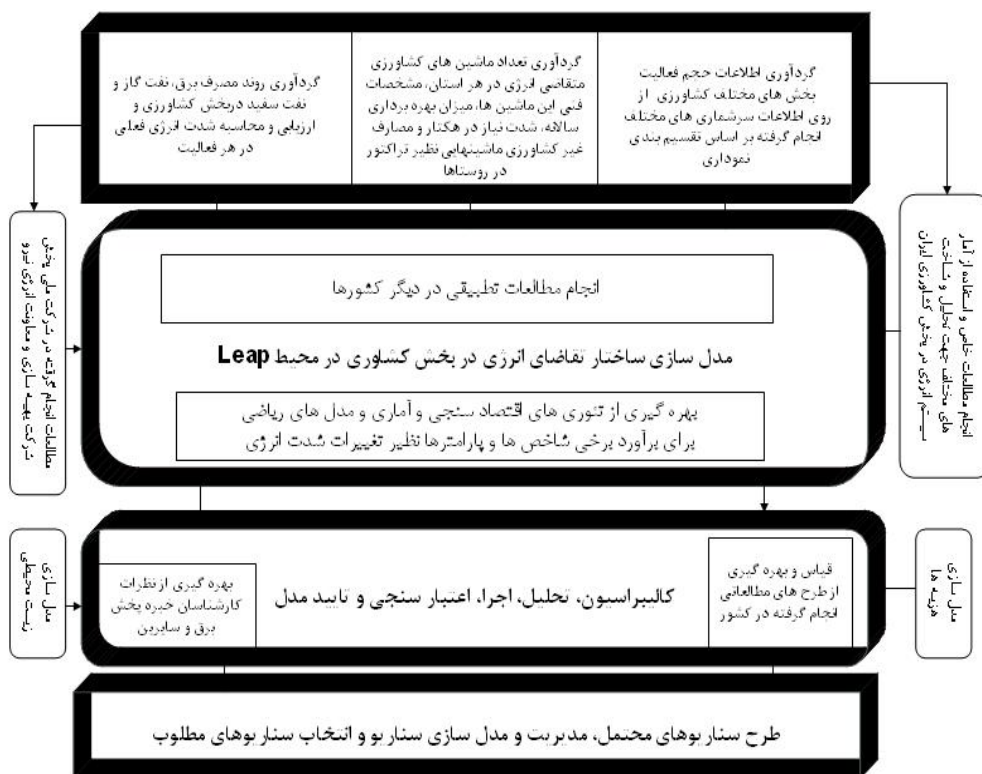 گردآوری اطلاعات حجم فعالیت
بخش های مختلف کشاورزی از
روی اطلاعات سرشماری های مختلف
انجام گرفته بر اساس تقسیم بندی
نموداری
گردآوری تعداد ماشین های کشاورزی
متقاضی انرژی در هر استان، مشخصات
فنی این ماشین ها، میزان بهره برداری
سالانه، شدت نیاز در هکتار و مصارف
غیر کشاورزی ماشینهایی نظیر تراکتور
در روستاها
گردآوری روند مصرف برق، نفت گاز و
نفت سفید دربخش کشاورزی و
ارزیابی و محاسبه شدت انرژی فعلی
در هر فعالیت
انجام مطالعات خاص و استفاده از آمار
های مختلف جهت تحلیل و شناخت
سیستم انرژی در بخش کشاورزی ایران
انجام مطالعات تطبیقی در دیگر کشورها
مدل سازی ساختار تقاضای انرژی در بخش کشاوری در محیط Leap
بهره گیری از تئوری های اقتصاد سنجی و آماری و مدل های ریاضی
برای برآورد برخی شاخص ها و پارامترها نظیر تغییرات شدت انرژی
مطالعات انجام گرفته در شرکت ملی پخش
شرکت بهینه سازی و معاونت انرژی نیرو
مدل سازی
هزینه ها
قیاس و بهره گیری
از طرح های مطالعاتی
انجام گرفته در کشور
کالیبراسیون، تحلیل، اجرا، اعتبار سنجی و تایید مدل
بهره گیری از نظرات
کارشناسان خبره بخش
برق و سایرین
مدل سازی
زیست محیطی
طرح سناریوهای محتمل، مدیریت و مدل سازی سناریو و انتخاب سناریوهای مطلوب